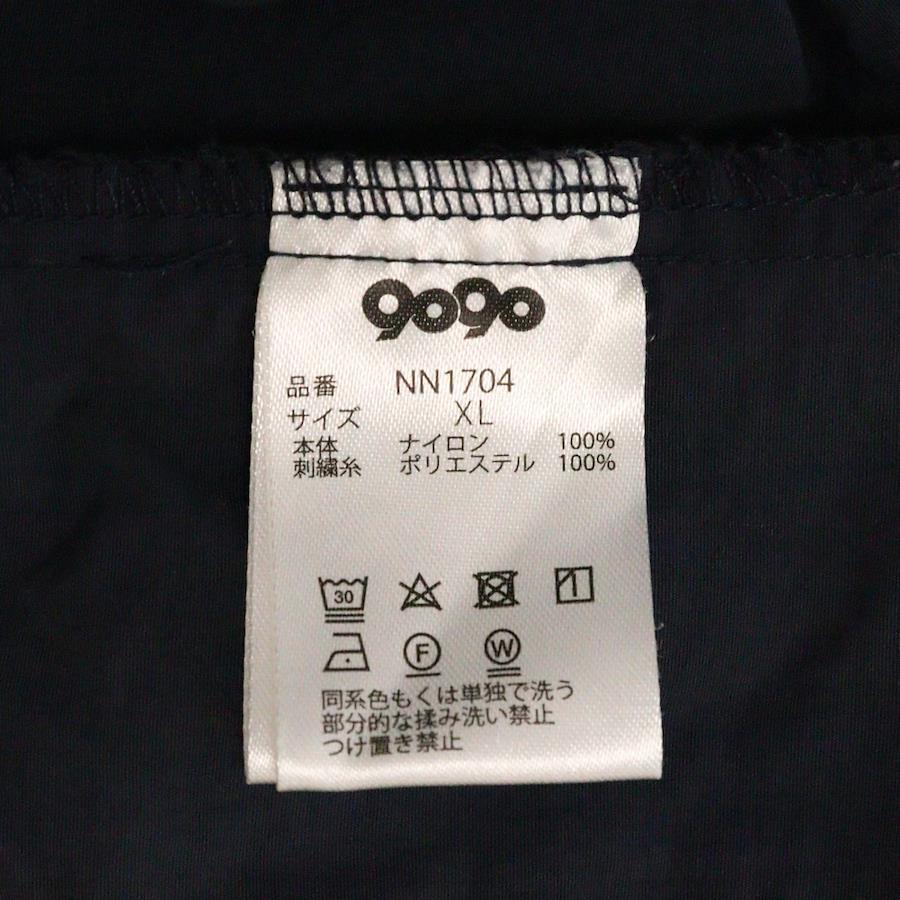 9090
品番 NN1704
サイズ XL
本体 ナイロン 100%
刺繍糸 ポリエステル 100%
30
F W
同系色もくは単独で洗う
部分的な揉み洗い禁止
つけ置き禁止